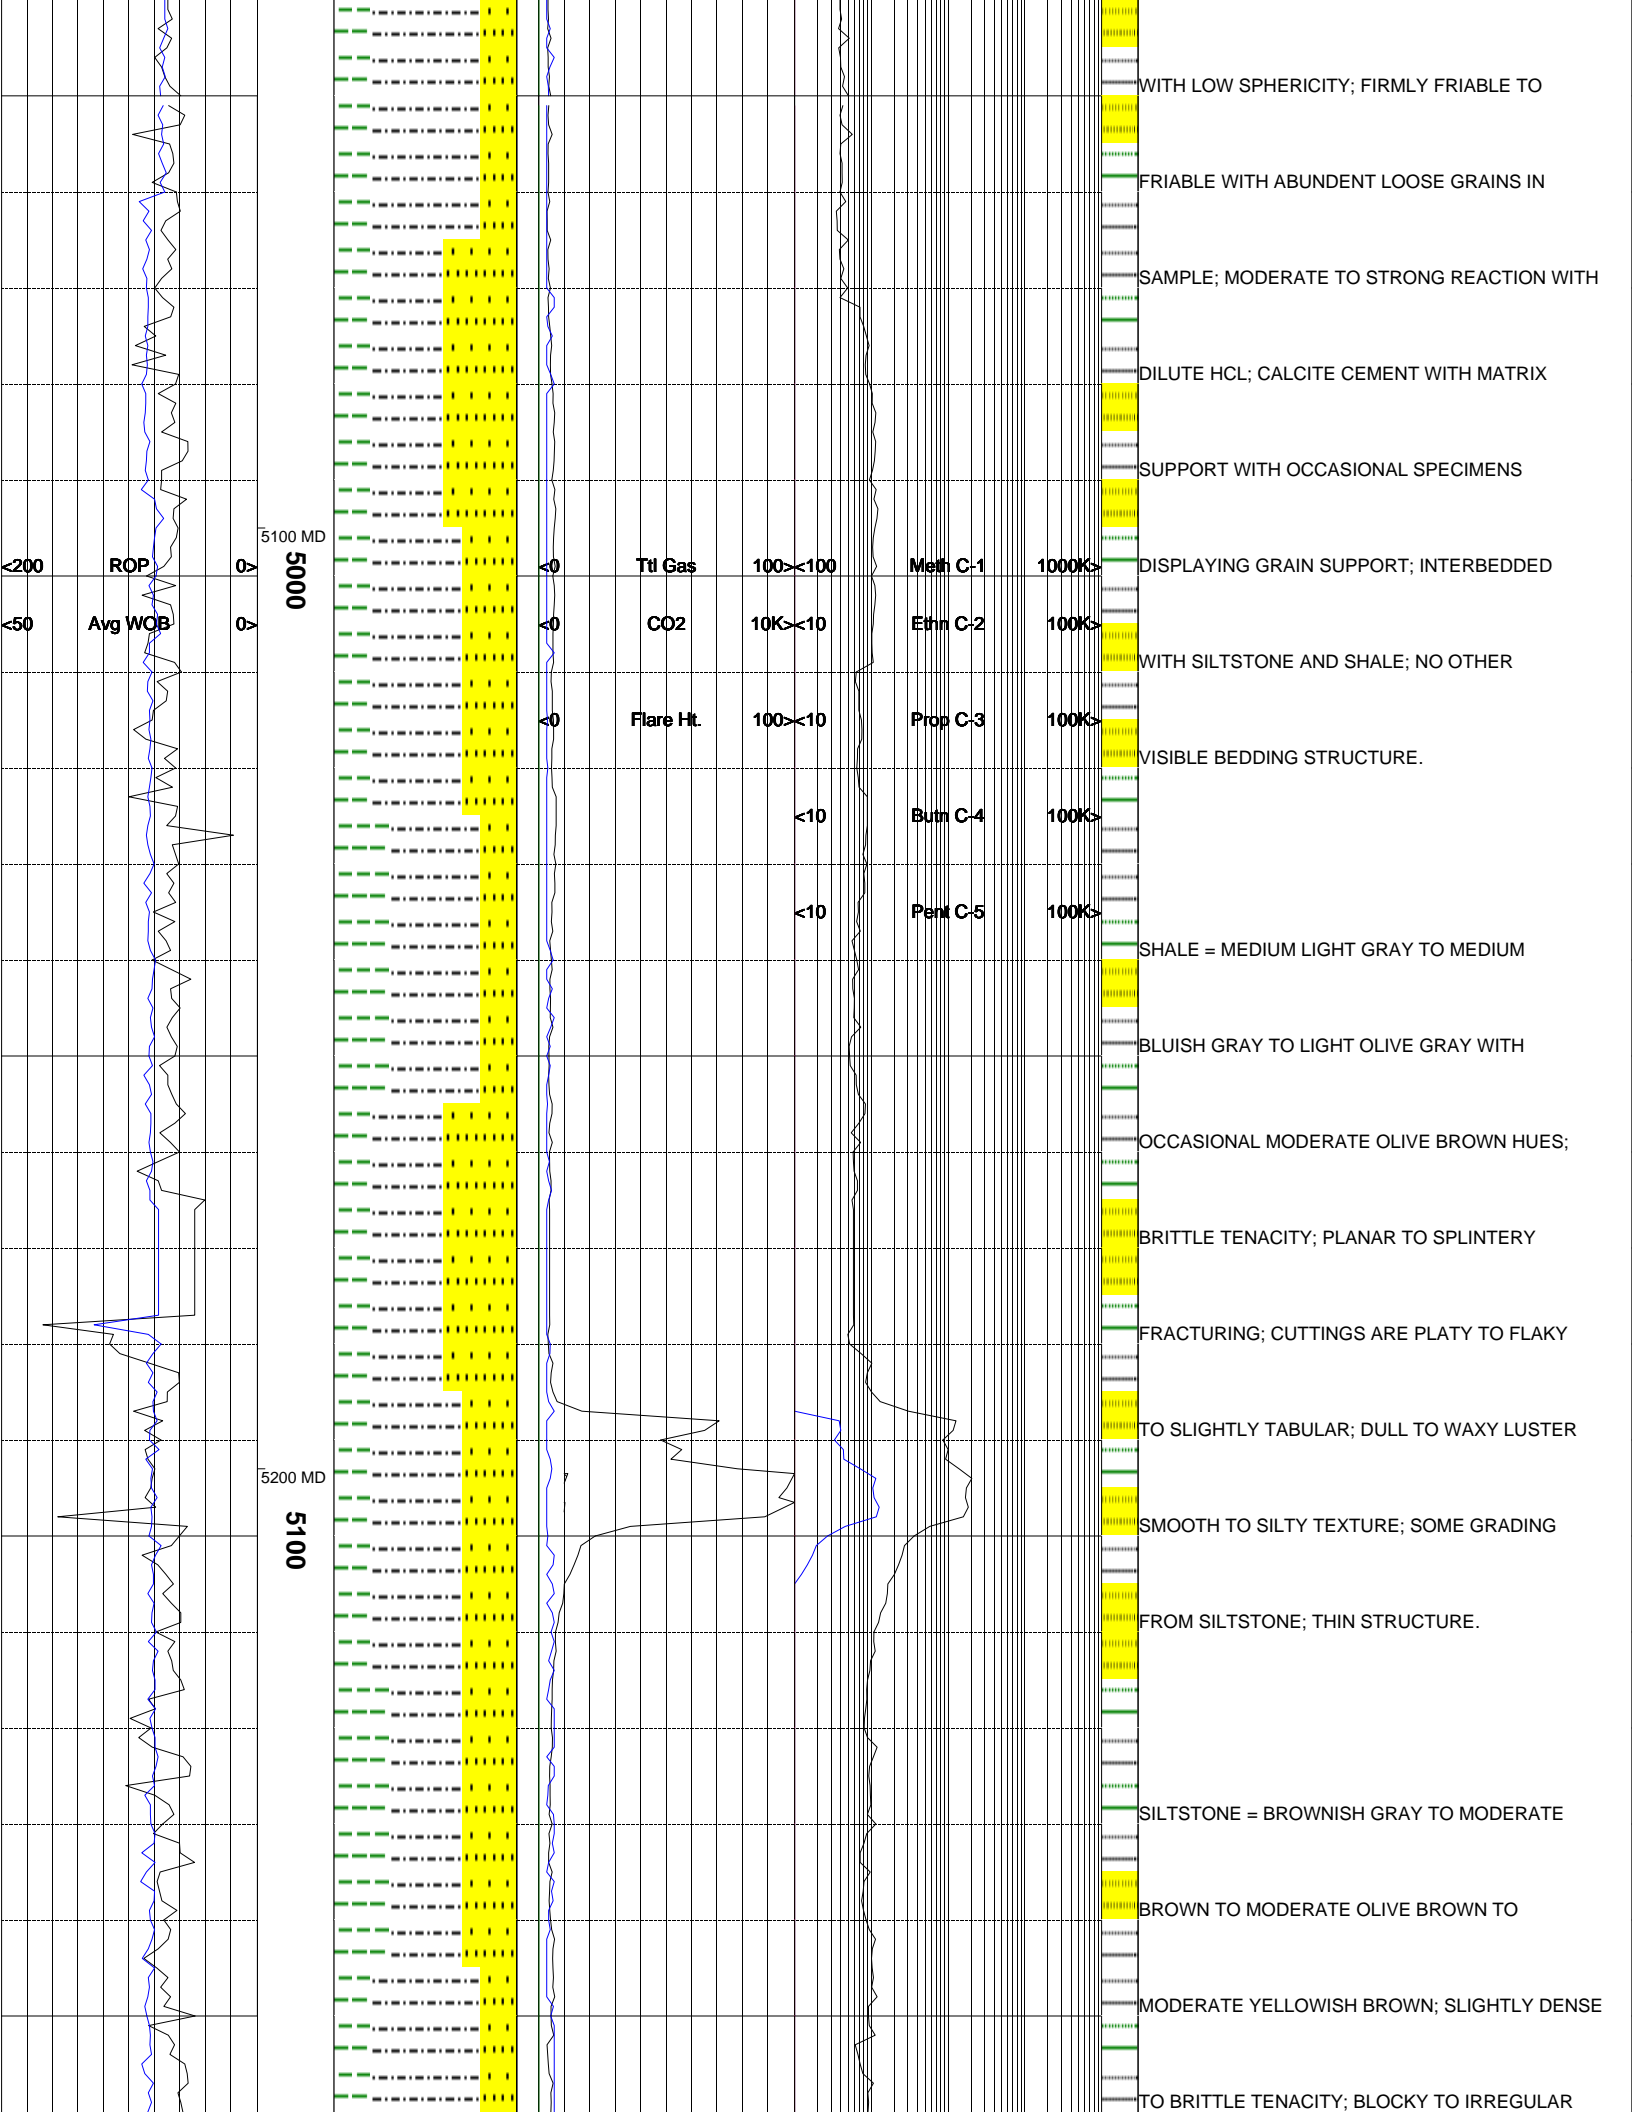 WITH LOW SPHERICITY; FIRMLY FRIABLE TO
FRIABLE WITH ABUNDENT LOOSE GRAINS IN
SAMPLE; MODERATE TO STRONG REACTION WITH
DILUTE HCL; CALCITE CEMENT WITH MATRIX
SUPPORT WITH OCCASIONAL SPECIMENS
5100 MD
5000
<200 ROP 0> <0 Ttl Gas 100> <100 Meth C-1 1000K> DISPLAYING GRAIN SUPPORT; INTERBEDDED
<50 Avg WOB 0> <0 CO2 10K> <10 Ethn C-2 100K>
WITH SILTSTONE AND SHALE; NO OTHER
<0 Flare Ht. 100> <10 Prop C-3 100K>
VISIBLE BEDDING STRUCTURE.
<10 Butn C-4 100K>
<10 Pent C-5 100K>
SHALE = MEDIUM LIGHT GRAY TO MEDIUM
BLUISH GRAY TO LIGHT OLIVE GRAY WITH
OCCASIONAL MODERATE OLIVE BROWN HUES;
BRITTLE TENACITY; PLANAR TO SPLINTERY
FRACTURING; CUTTINGS ARE PLATY TO FLAKY
TO SLIGHTLY TABULAR; DULL TO WAXY LUSTER
5200 MD
5100
SMOOTH TO SILTY TEXTURE; SOME GRADING
FROM SILTSTONE; THIN STRUCTURE.
SILTSTONE = BROWNISH GRAY TO MODERATE
BROWN TO MODERATE OLIVE BROWN TO
MODERATE YELLOWISH BROWN; SLIGHTLY DENSE
TO BRITTLE TENACITY; BLOCKY TO IRREGULAR